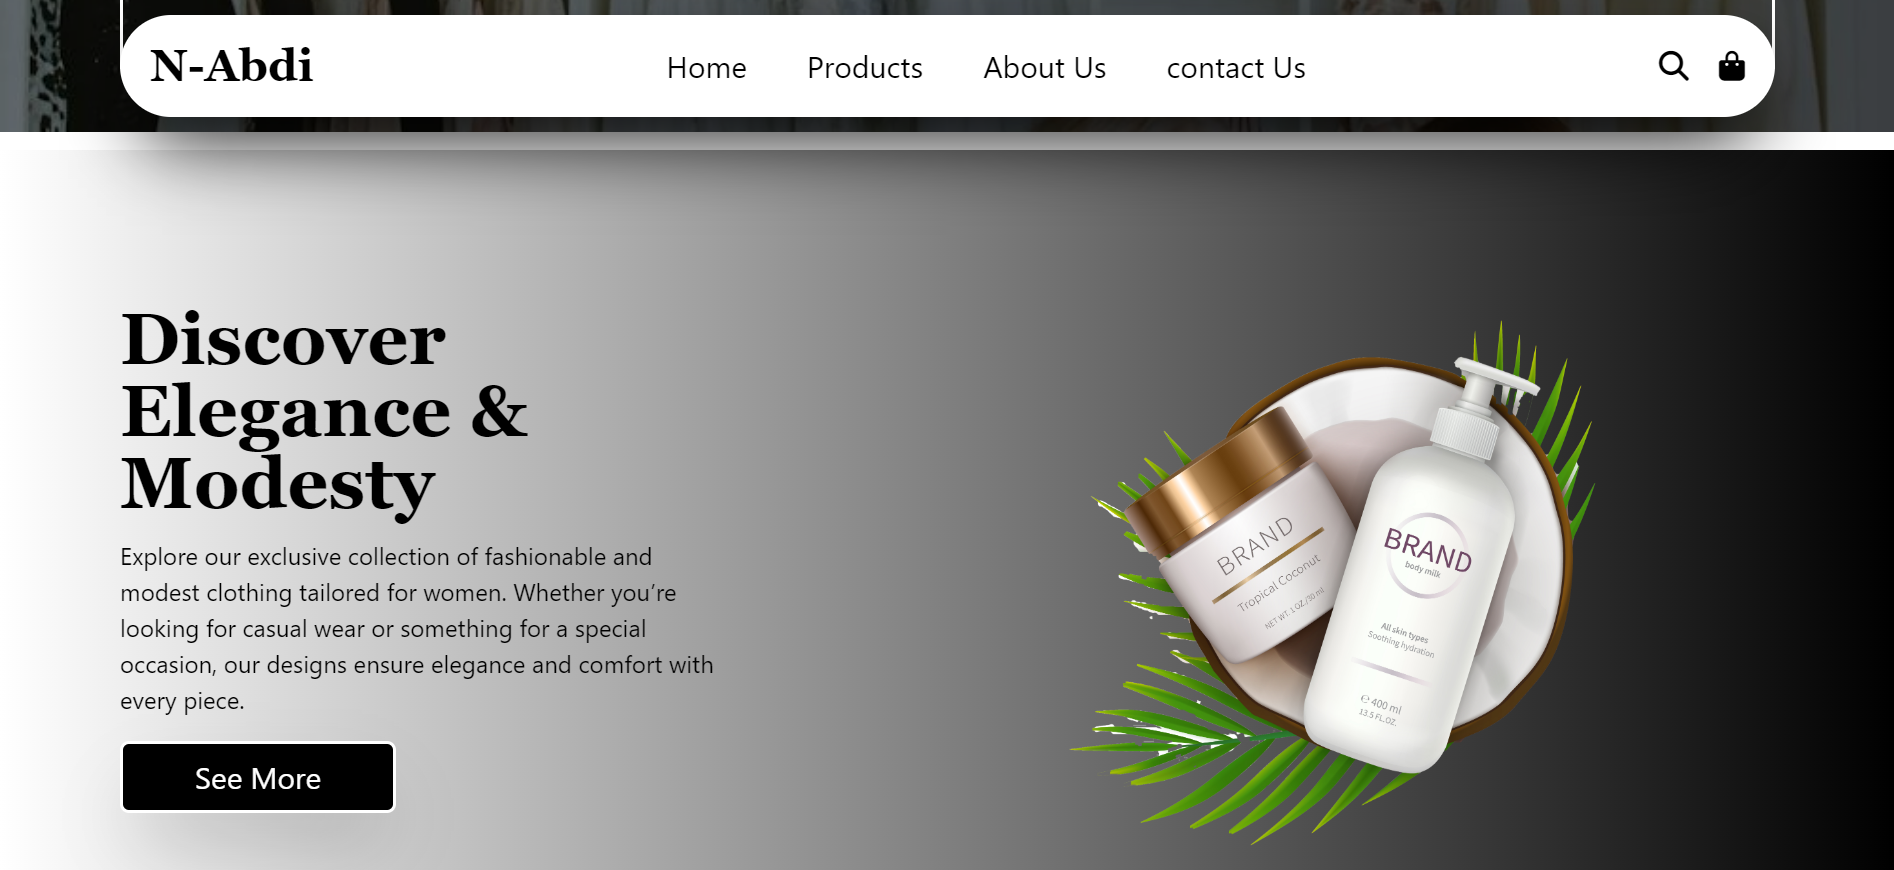 N-Abdi
Home
Products
About Us
contact Us
Discover
Elegance &
Modesty
Explore our exclusive collection of fashionable and
modest clothing tailored for women. Whether you’re
looking for casual wear or something for a special
occasion, our designs ensure elegance and comfort with
every piece.
See More
BRAND
Tropical Coconut
NET WT. 1 OZ./30 ml
BRAND
body milk
All skin types
Soothing hydration
℮ 400 ml
13.5 FL.OZ.